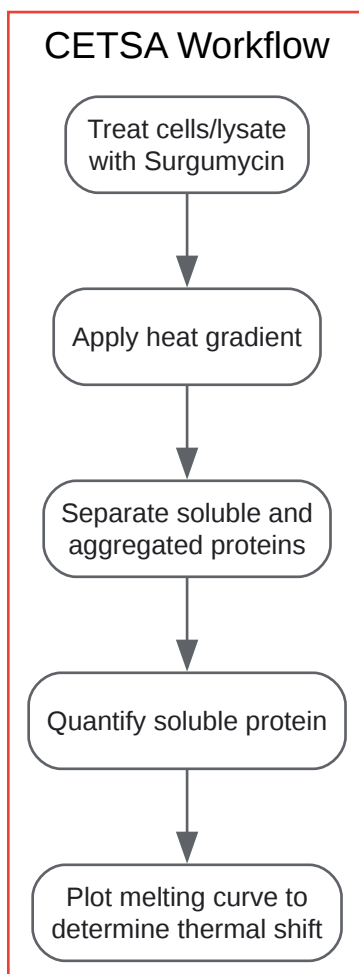 CETSA Workflow
Treat cells/lysate
with Surgumycin
Apply heat gradient
Separate soluble and
aggregated proteins
Quantify soluble protein
Plot melting curve to
determine thermal shift